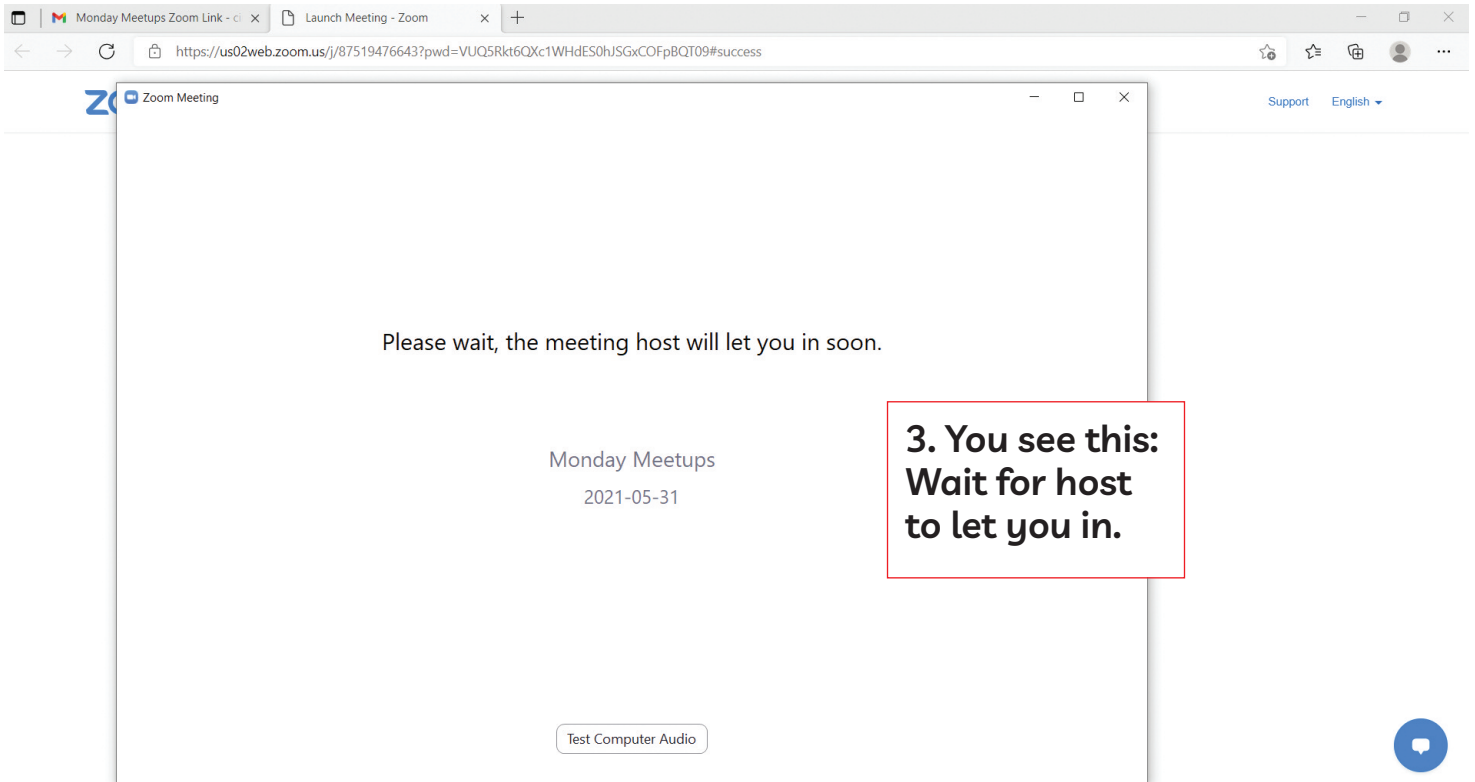 Monday Meetups Zoom Link - c
Launch Meeting - Zoom
https://us02web.zoom.us/j/87519476643?pwd=VUQ5Rkt6QXc1WHdES0hJSGxCOFpBQT09#success
Zoom Meeting
Support English
Please wait, the meeting host will let you in soon.
Monday Meetups
2021-05-31
3. You see this:
Wait for host
to let you in.
Test Computer Audio